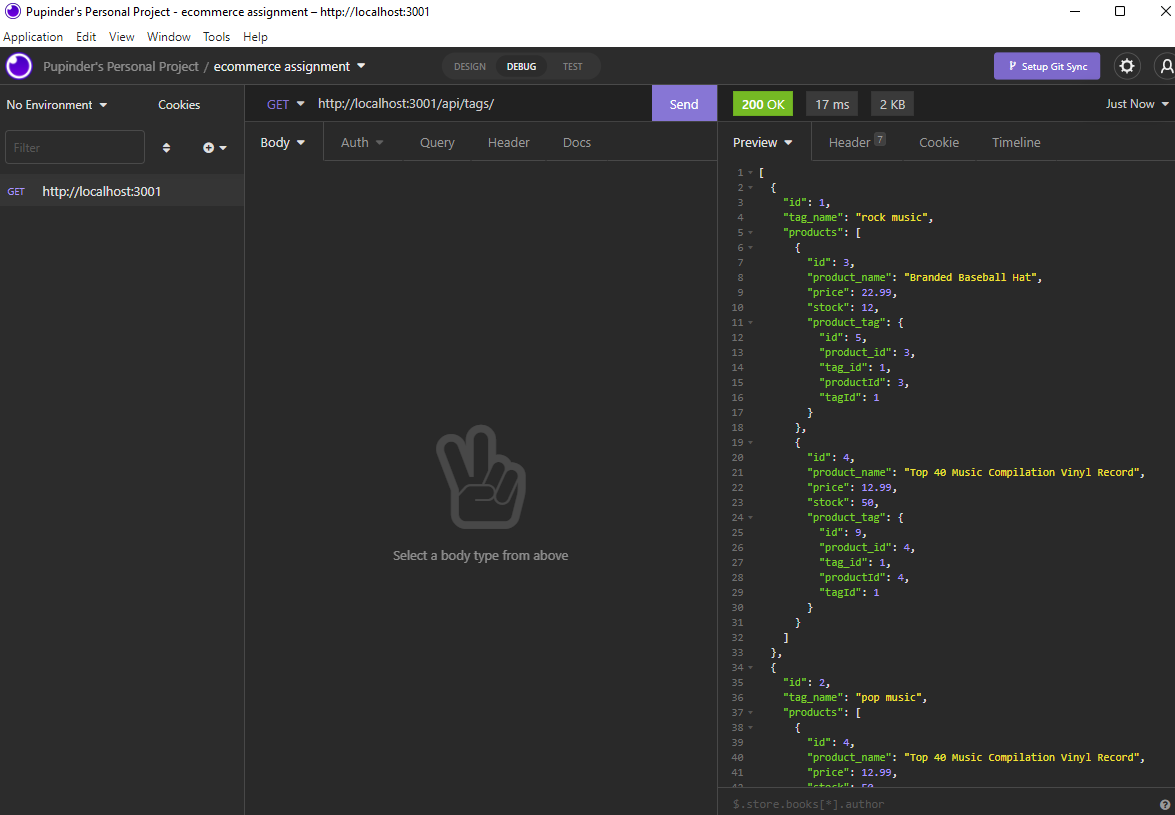 Pupinder's Personal Project - ecommerce assignment – http://localhost:3001
Application Edit View Window Tools Help
Pupinder's Personal Project / ecommerce assignment
DESIGN DEBUG TEST
Setup Git Sync
No Environment Cookies
Filter
GET http://localhost:3001
GET http://localhost:3001/api/tags/ Send
Body Auth Query Header Docs
Select a body type from above
200 OK 17 ms 2 KB Just Now
Preview Header 7 Cookie Timeline
1 [
2 {
3 "id": 1,
4 "tag_name": "rock music",
5 "products": [
6 {
7 "id": 3,
8 "product_name": "Branded Baseball Hat",
9 "price": 22.99,
10 "stock": 12,
11 "product_tag": {
12 "id": 5,
13 "product_id": 3,
14 "tag_id": 1,
15 "productId": 3,
16 "tagId": 1
17 }
18 },
19 {
20 "id": 4,
21 "product_name": "Top 40 Music Compilation Vinyl Record",
22 "price": 12.99,
23 "stock": 50,
24 "product_tag": {
25 "id": 9,
26 "product_id": 4,
27 "tag_id": 1,
28 "productId": 4,
29 "tagId": 1
30 }
31 }
32 ]
33 },
34 {
35 "id": 2,
36 "tag_name": "pop music",
37 "products": [
38 {
39 "id": 4,
40 "product_name": "Top 40 Music Compilation Vinyl Record",
41 "price": 12.99,
42 "stock": 50
$.store.books[*].author